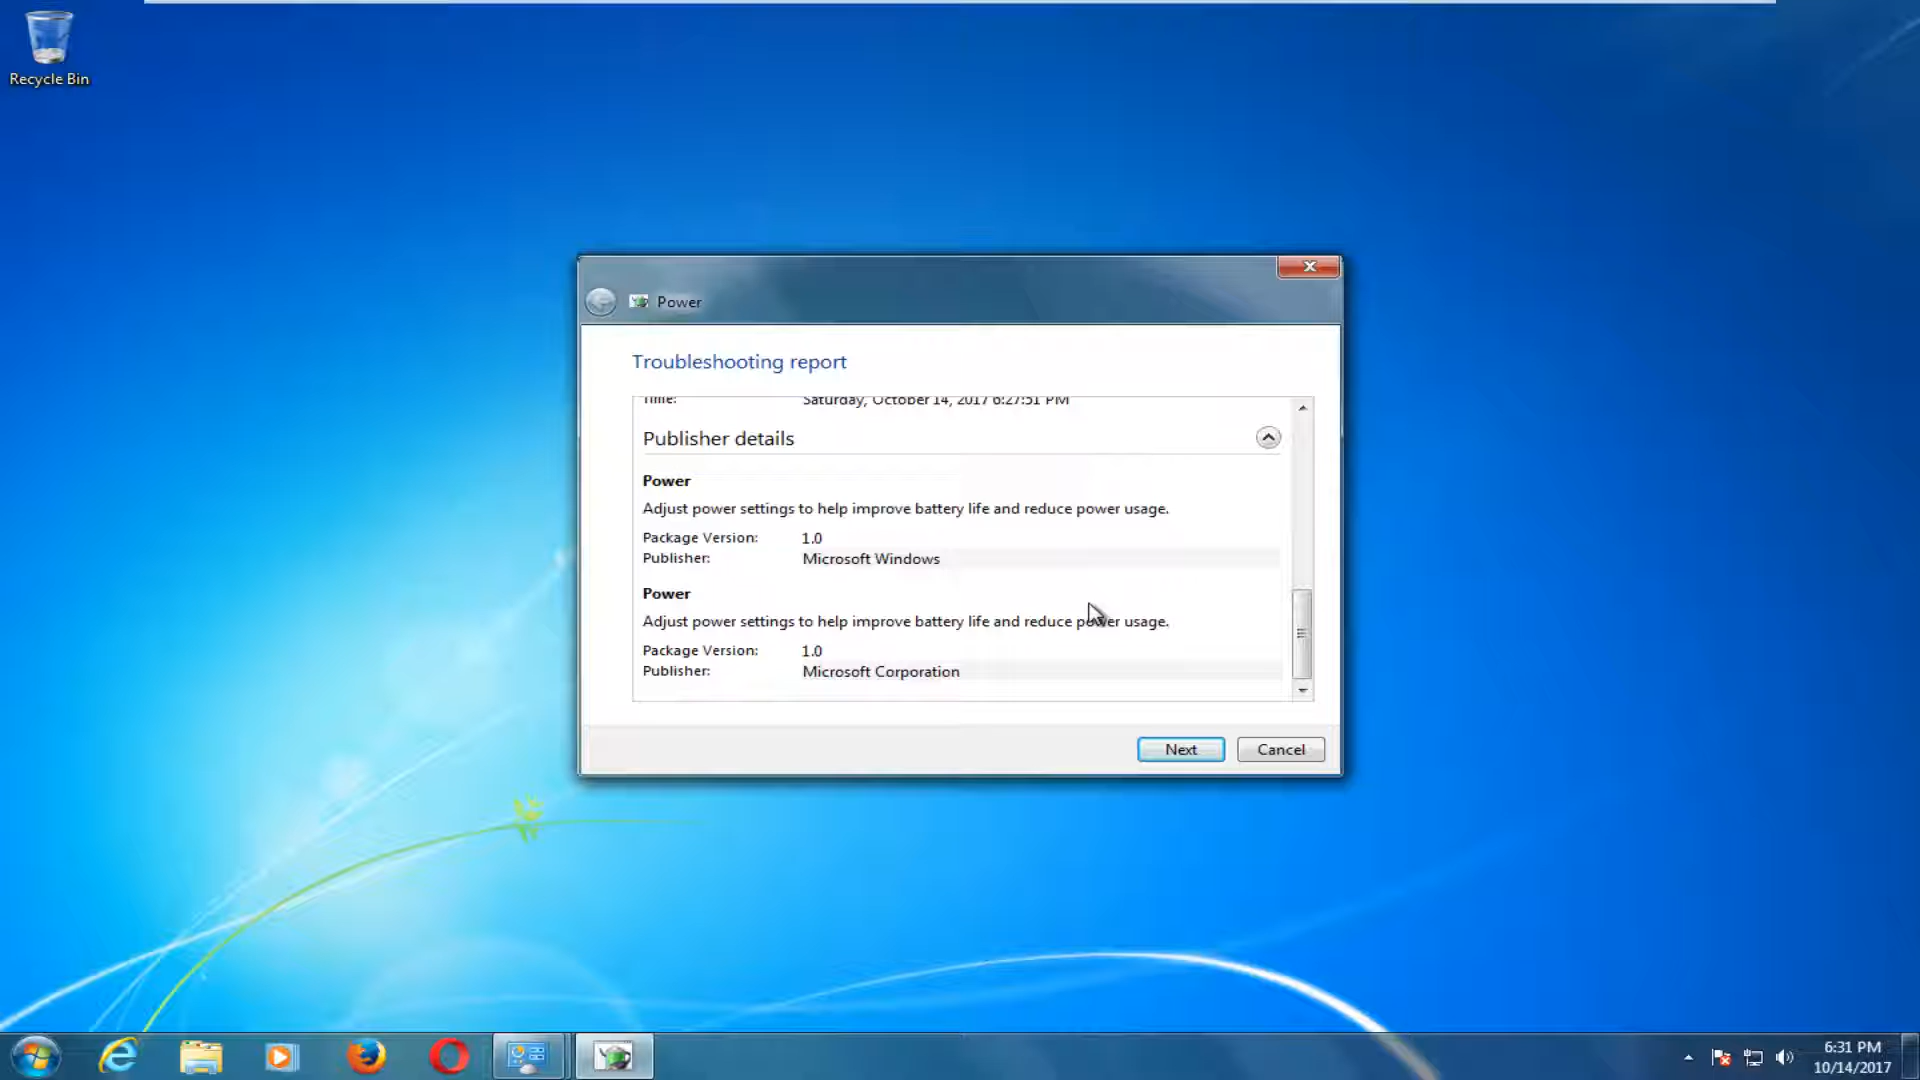 Recycle Bin
Power
Troubleshooting report
Time: Saturday, October 14, 2017 6:27:51 PM
Publisher details
Power
Adjust power settings to help improve battery life and reduce power usage.
Package Version: 1.0
Publisher: Microsoft Windows
Power
Adjust power settings to help improve battery life and reduce power usage.
Package Version: 1.0
Publisher: Microsoft Corporation
Next Cancel
6:31 PM
10/14/2017